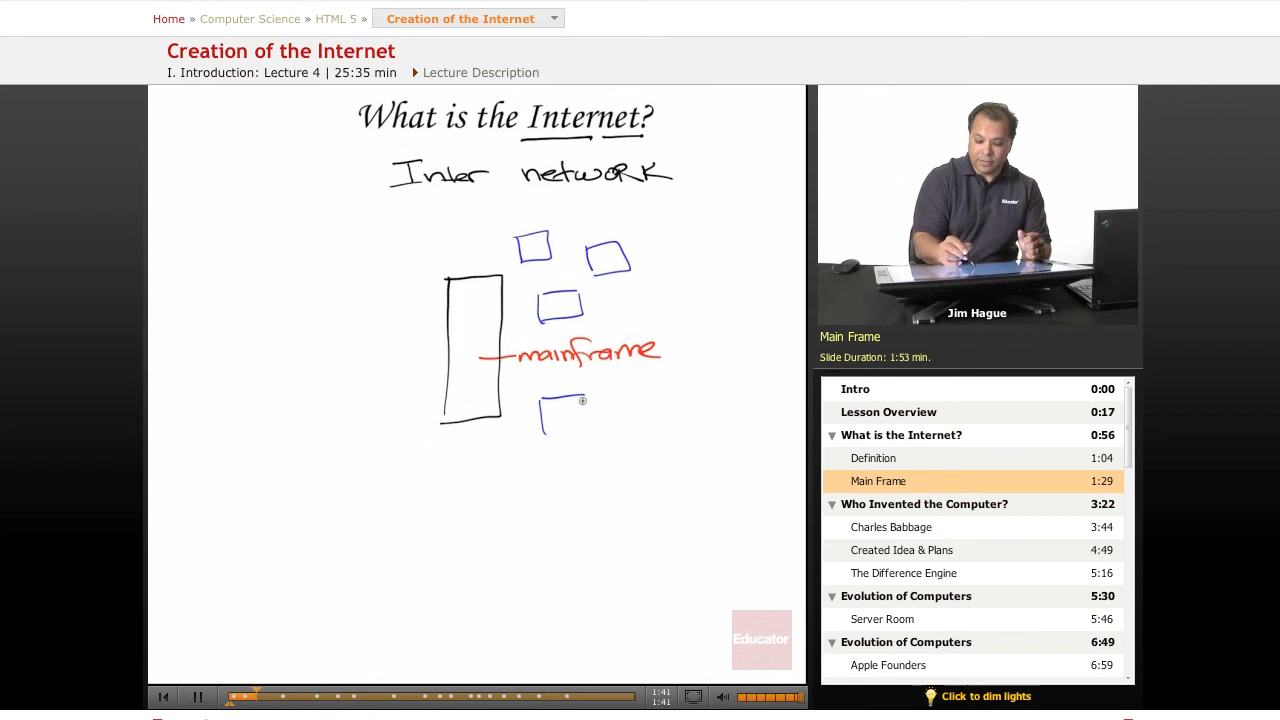 Home » Computer Science » HTML 5 » Creation of the Internet
Creation of the Internet
I. Introduction: Lecture 4 | 25:35 min Lecture Description
What is the Internet?
Inter network
mainframe
Educator
Educator
Jim Hague
Main Frame
Slide Duration: 1:53 min.
Intro 0:00
Lesson Overview 0:17
What is the Internet? 0:56
Definition 1:04
Main Frame 1:29
Who Invented the Computer? 3:22
Charles Babbage 3:44
Created Idea & Plans 4:49
The Difference Engine 5:16
Evolution of Computers 5:30
Server Room 5:46
Evolution of Computers 6:49
Apple Founders 6:59
1:41
1:41
Click to dim lights